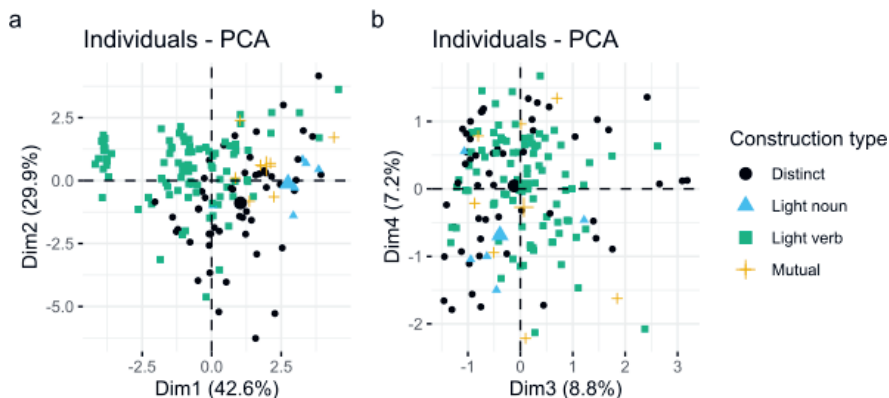 a
Individuals - PCA
2.5
0.0
-2.5
-5.0
Dim2 (29.9%)
-2.5
0.0
2.5
Dim1 (42.6%)
b
Individuals - PCA
1
0
-1
-2
Dim4 (7.2%)
-1
0
1
2
3
Dim3 (8.8%)
Construction type
Distinct
Light noun
Light verb
Mutual